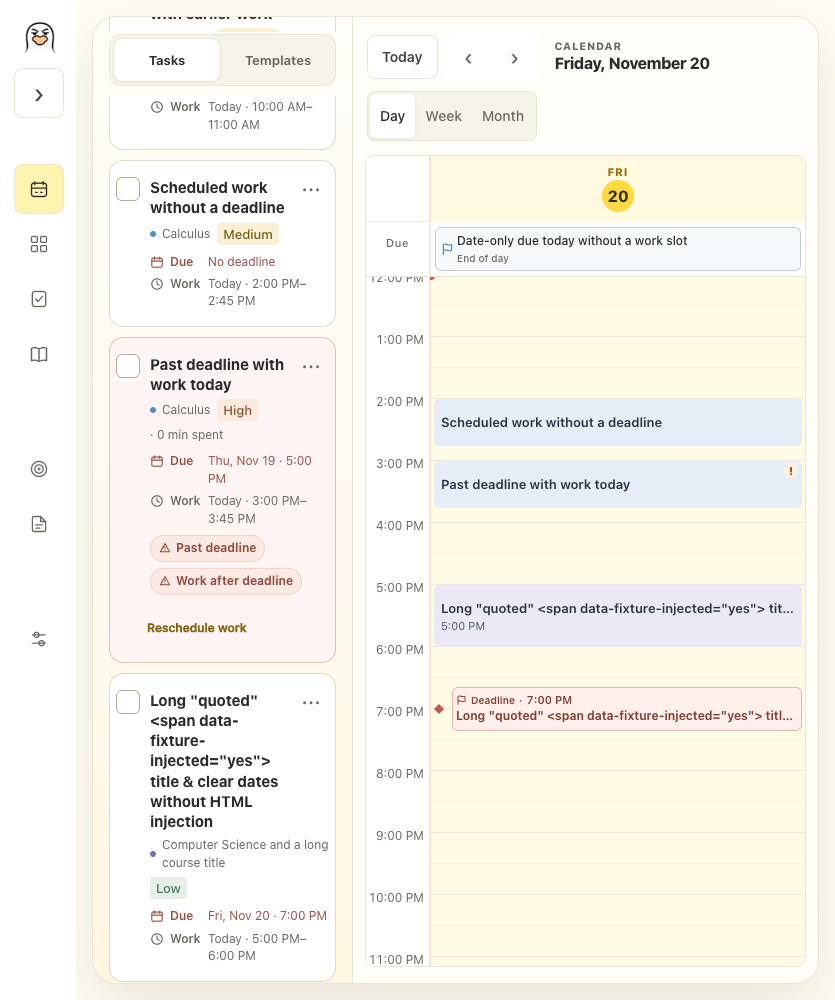 with earlier work
Tasks
Templates
Work Today · 10:00 AM–
11:00 AM
Scheduled work
without a deadline
Calculus Medium
Due No deadline
Work Today · 2:00 PM–
2:45 PM
Past deadline with
work today
Calculus High
· 0 min spent
Due Thu, Nov 19 · 5:00
PM
Work Today · 3:00 PM–
3:45 PM
Past deadline
Work after deadline
Reschedule work
Long "quoted"
<span data-
fixture-
injected="yes">
title & clear dates
without HTML
injection
Computer Science and a long
course title
Low
Due Fri, Nov 20 · 7:00 PM
Work Today · 5:00 PM–
6:00 PM
Today
CALENDAR
Friday, November 20
Day Week Month
FRI
20
Due
Date-only due today without a work slot
End of day
12:00 PM
1:00 PM
2:00 PM
Scheduled work without a deadline
3:00 PM
!
Past deadline with work today
4:00 PM
5:00 PM
Long "quoted" <span data-fixture-injected="yes"> tit...
5:00 PM
6:00 PM
Deadline · 7:00 PM
7:00 PM
Long "quoted" <span data-fixture-injected="yes"> titl...
8:00 PM
9:00 PM
10:00 PM
11:00 PM